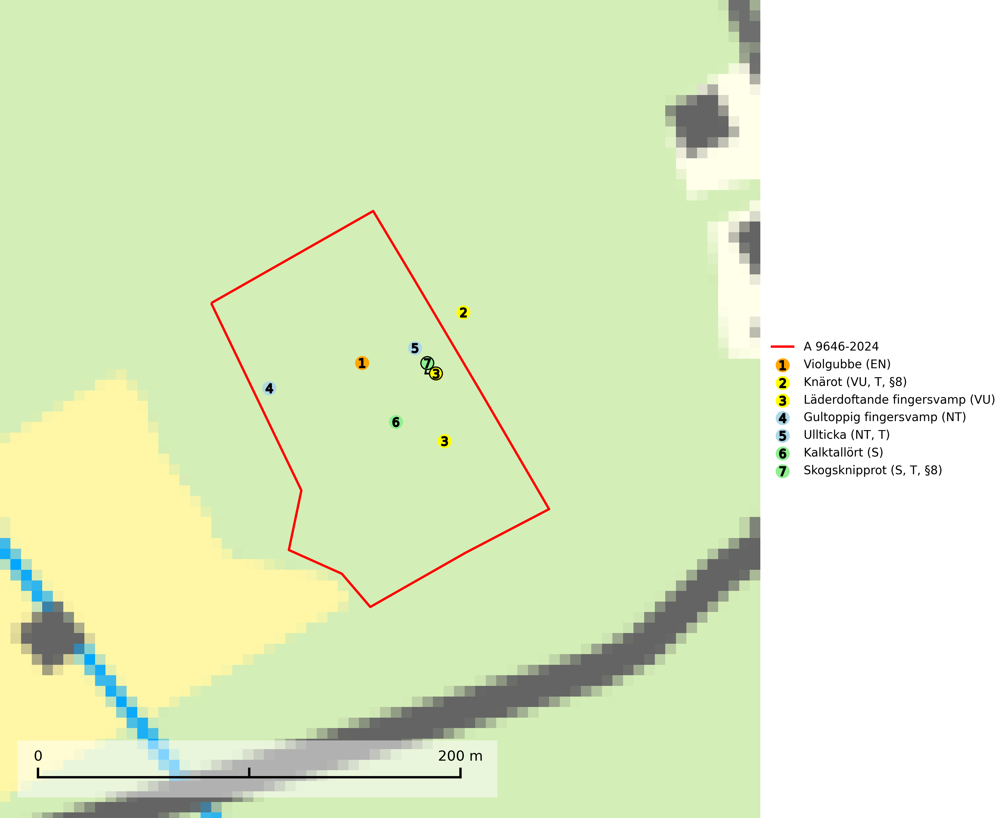 2
5
1
7
3
4
6
3
A 9646-2024
1 Violgubbe (EN)
2 Knärot (VU, T, §8)
3 Läderdoftande fingersvamp (VU)
4 Gultoppig fingersvamp (NT)
5 Ullticka (NT, T)
6 Kalktallört (S)
7 Skogsknipprot (S, T, §8)
0 200 m